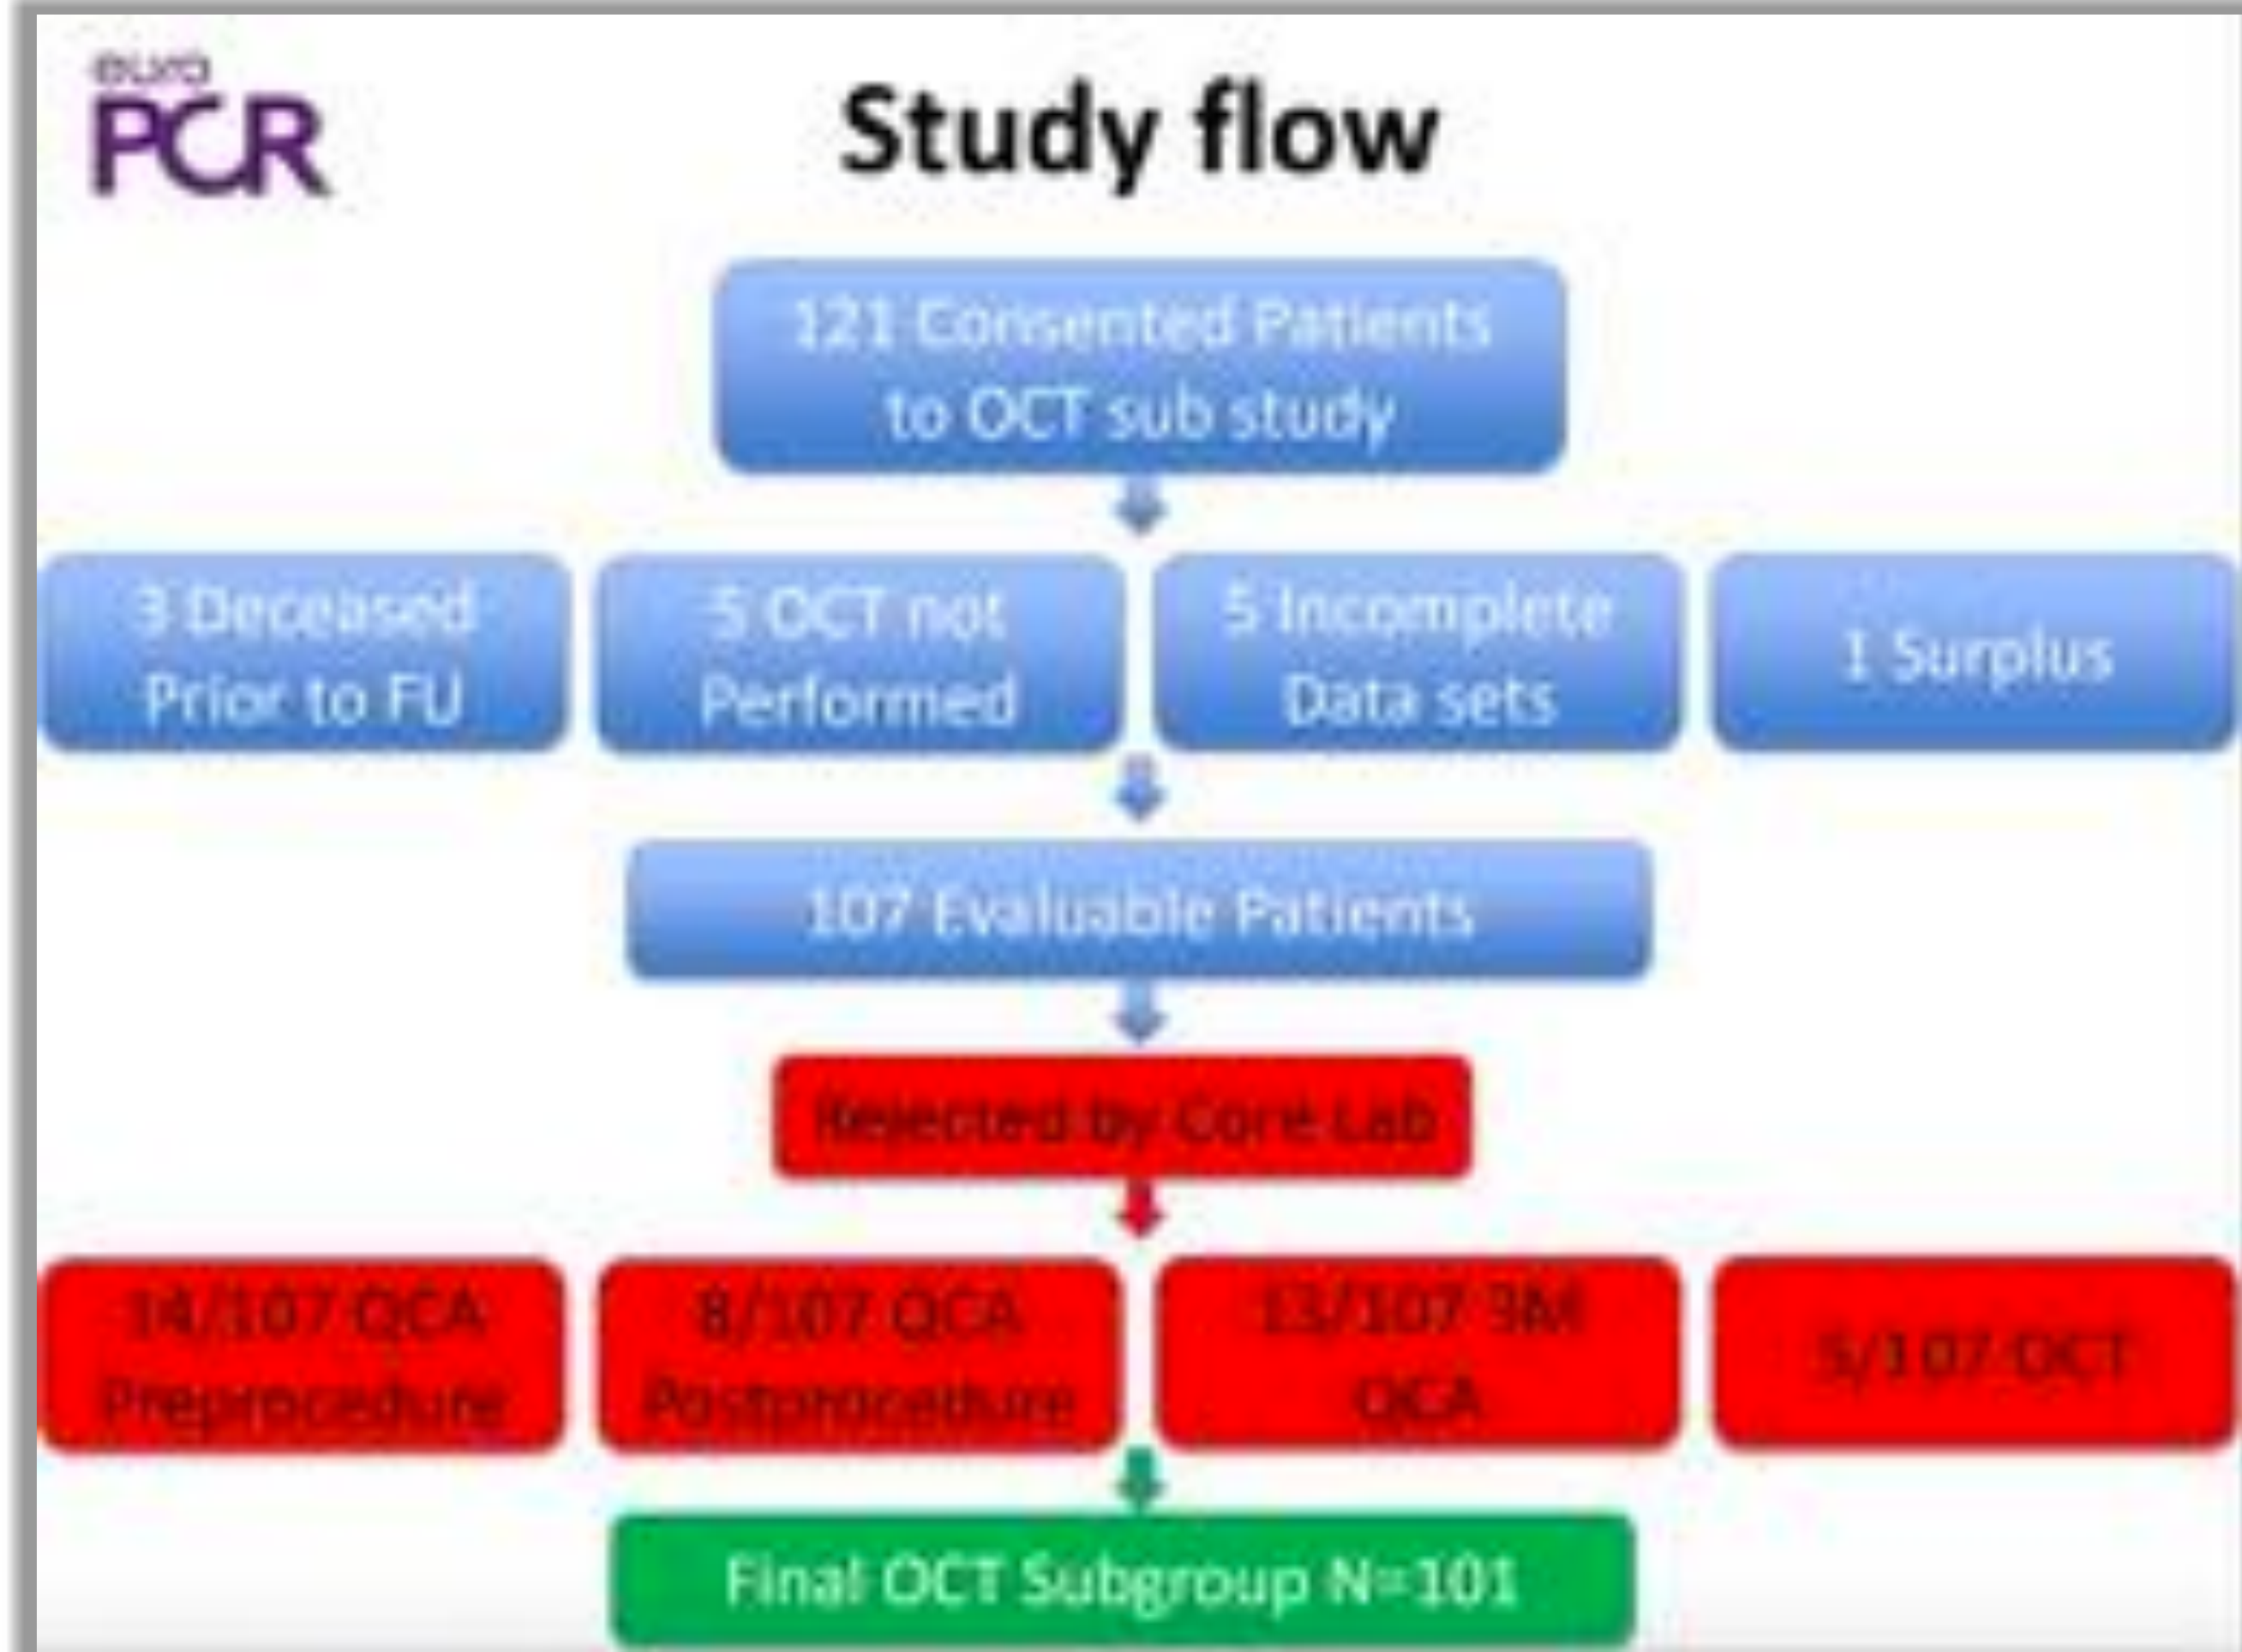 euro
PCR
Study flow
121 Consented Patients
to OCT sub study
3 Deceased
Prior to FU
5 OCT not
Performed
5 Incomplete
Data sets
1 Surplus
107 Evaluable Patients
Rejected by Core Lab
14/107 QCA
Preprocedure
8/107 QCA
Postprocedure
13/107 3M
QCA
/107 OCT
Final OCT Subgroup N=101